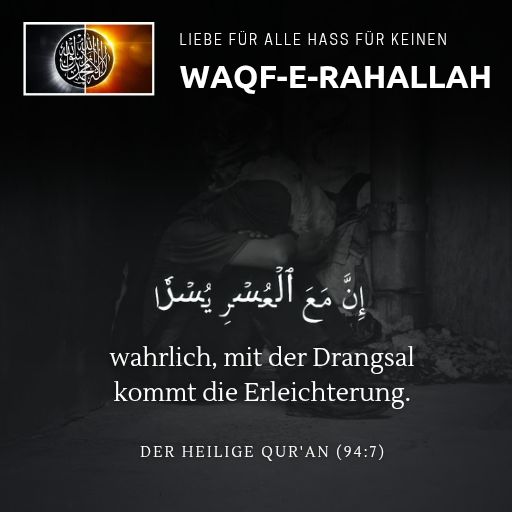 LIEBE FÜR ALLE HASS FÜR KEINEN
WAQF-E-RAHALLAH
إِنَّ مَعَ ٱلْعُسْرِ يُسْرًا
wahrlich, mit der Drangsal
kommt die Erleichterung.
DER HEILIGE QUR'AN (94:7)